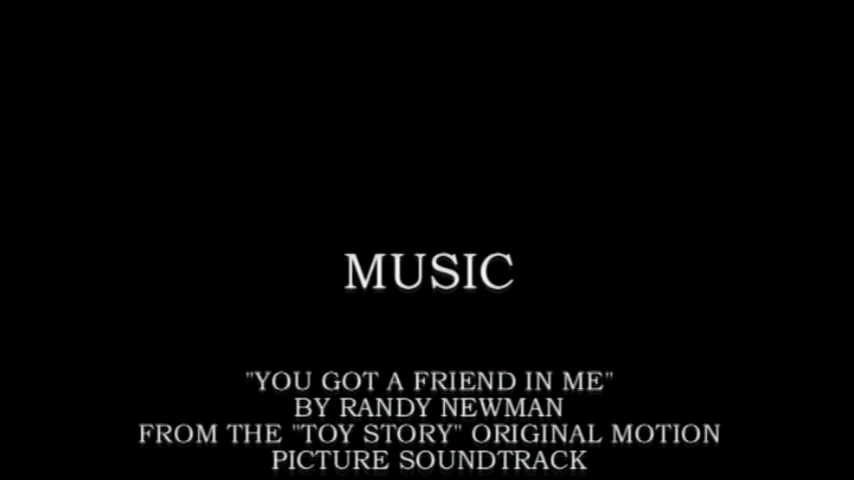 MUSIC
"YOU GOT A FRIEND IN ME"
BY RANDY NEWMAN
FROM THE "TOY STORY" ORIGINAL MOTION
PICTURE SOUNDTRACK